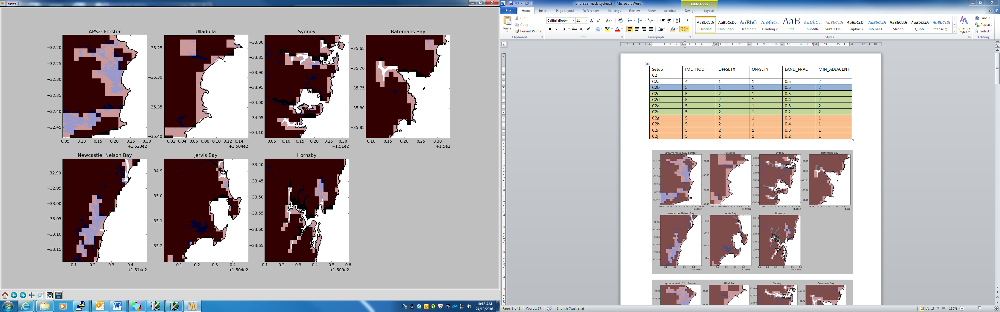 Figure 1
APS2: Forster
Ulladulla
Sydney
Batemans Bay
−32.20
−32.25
−32.30
−32.35
−32.40
−32.45
0.05 0.10 0.15 0.20 0.25 0.30
+1.523e2
−35.25
−35.30
−35.35
−35.40
0.02 0.04 0.06 0.08 0.10 0.12 0.14
+1.504e2
−33.80
−33.85
−33.90
−33.95
−34.00
−34.05
−34.10
0.05 0.10 0.15 0.20 0.25 0.30
+1.51e2
−35.65
−35.70
−35.75
−35.80
−35.85
0.10 0.15 0.20 0.25 0.30
+1.5e2
Newcastle, Nelson Bay
Jervis Bay
Hornsby
−32.90
−32.95
−33.00
−33.05
−33.10
−33.15
0.1 0.2 0.3 0.4
+1.514e2
−34.9
−35.0
−35.1
−35.2
0.1 0.2 0.3 0.4
+1.504e2
−33.40
−33.45
−33.50
−33.55
−33.60
−33.65
0.1 0.2 0.3 0.4 0.5 0.6
+1.509e2
10:18 AM
24/10/2016
land_sea_mask_sydney2 - Microsoft Word
Table Tools
File Home Insert Page Layout References Mailings Review View Acrobat Design Layout
Paste
Cut
Copy
Format Painter
Clipboard
Calibri (Body) 11
Font
Paragraph
AaBbCcDc AaBbCcDc AaBbC AaBbCc AaB AaBbCc. AaBbCcDc AaBbCcDc AaBbCcDc AaBbCcDc AaBbCcDc AaBbCcDc
¶ Normal ¶ No Spaci... Heading 1 Heading 2 Title Subtitle Subtle Em... Emphasis Intense E... Strong Quote Intense Q...
Styles
Change Styles
Find
Replace
Select
Editing
Setup IMETHOD OFFSETX OFFSETY LAND_FRAC MIN_ADJACENT
C2
C2a 4 1 1 0.5 2
C2b 5 1 1 0.5 2
C2c 5 2 1 0.5 2
C2d 5 2 1 0.4 2
C2e 5 2 1 0.3 2
C2f 5 2 1 0.2 2
C2g 5 2 1 0.5 1
C2h 5 2 1 0.4 1
C2i 5 2 1 0.3 1
C2j 5 2 1 0.2 1
qrparm.mask_C2a: Forster
Ulladulla
Sydney
Batemans Bay
Newcastle, Nelson Bay
Jervis Bay
Hornsby
qrparm.mask_C2b: Forster
Ulladulla
Sydney
Batemans Bay
Page: 1 of 5 Words: 67 English (Australia) 110%